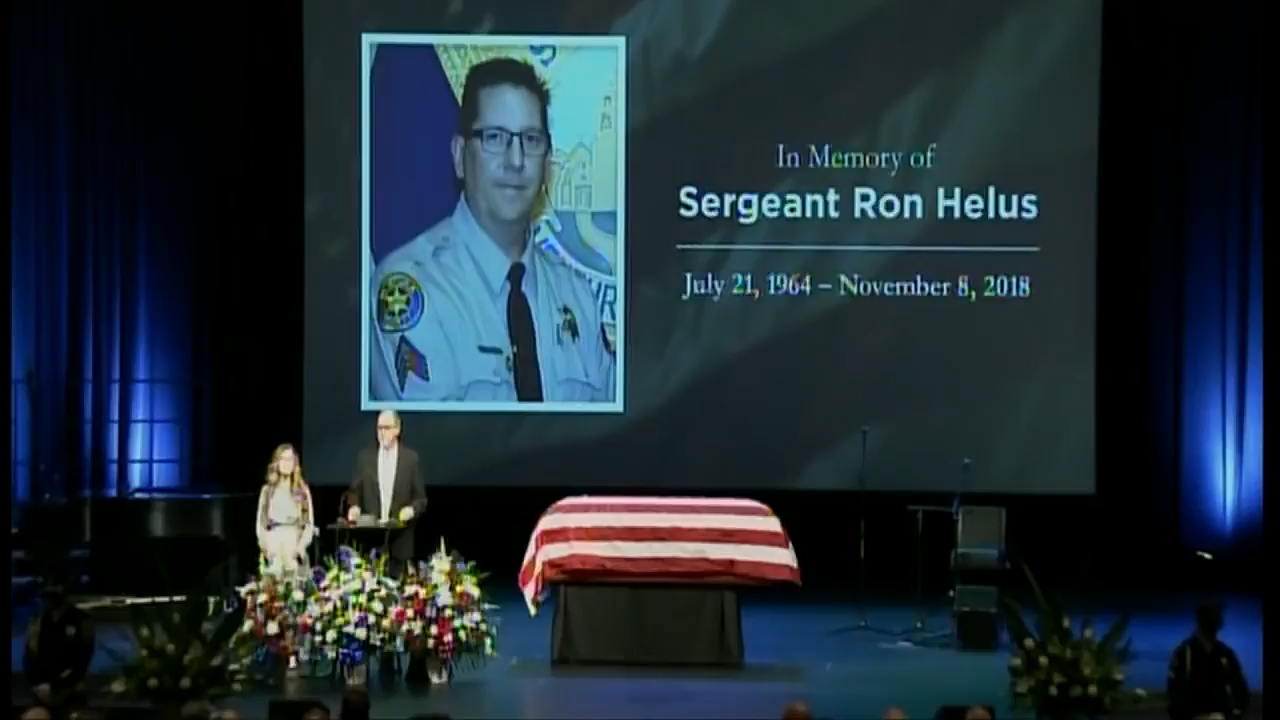 In Memory of
Sergeant Ron Helus
July 21, 1964 – November 8, 2018